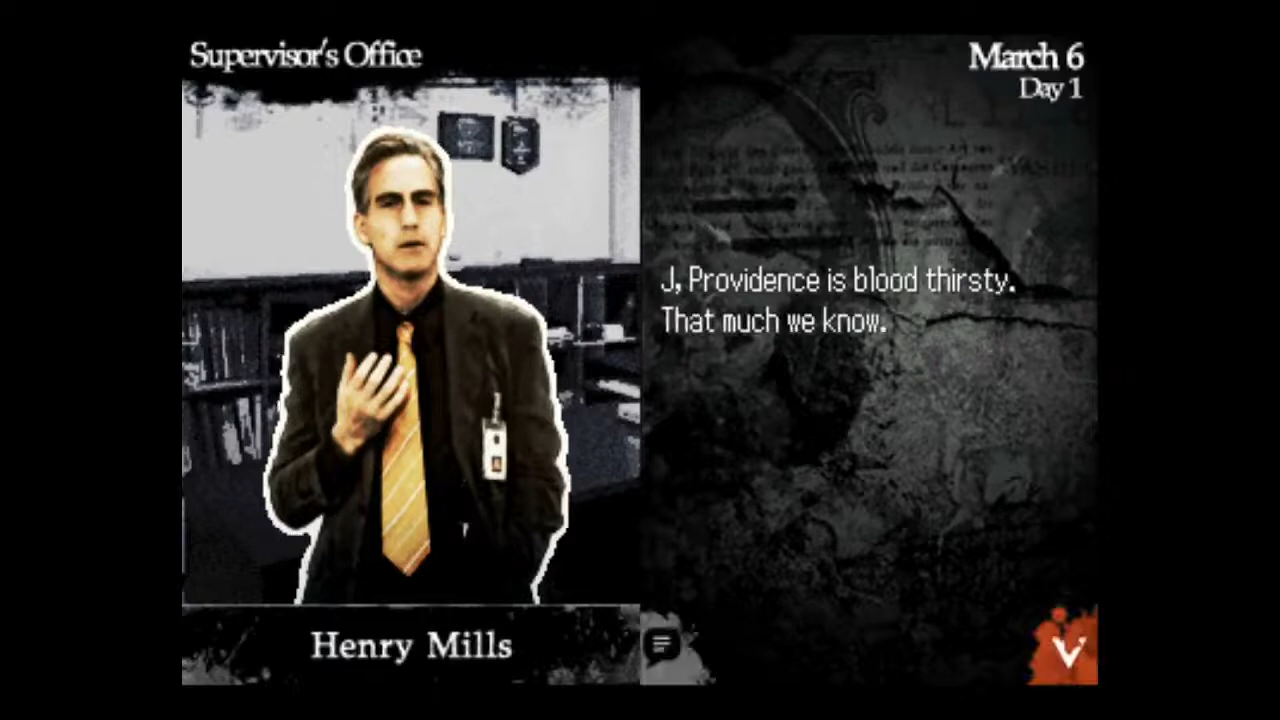 Supervisor's Office
March 6
Day 1
J, Providence is blood thirsty.
That much we know.
Henry Mills